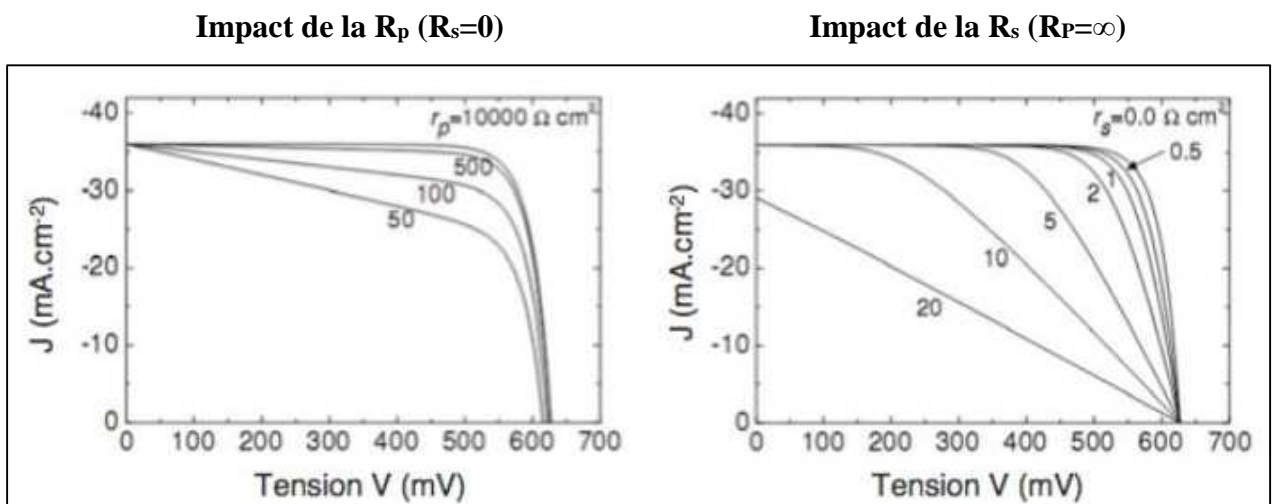 Impact de la Rp (Rs=0)
Impact de la Rs (RP=∞)
-40
-30
-20
-10
0
J (mA.cm-2)
rp=10000 Ω cm2
500
100
50
0 100 200 300 400 500 600 700
Tension V (mV)
-40
-30
-20
-10
0
J (mA.cm-2)
rs=0.0 Ω cm2
0.5
1
2
5
10
20
0 100 200 300 400 500 600 700
Tension V (mV)